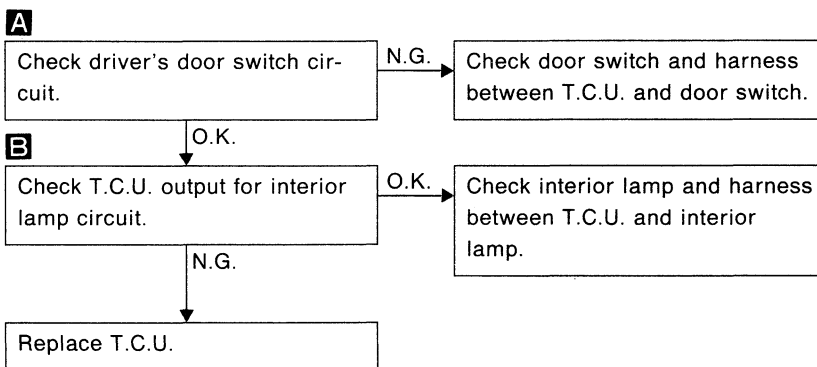 A
Check driver's door switch cir-
cuit.
N.G.
Check door switch and harness
between T.C.U. and door switch.
O.K.
B
Check T.C.U. output for interior
lamp circuit.
O.K.
Check interior lamp and harness
between T.C.U. and interior
lamp.
N.G.
Replace T.C.U.